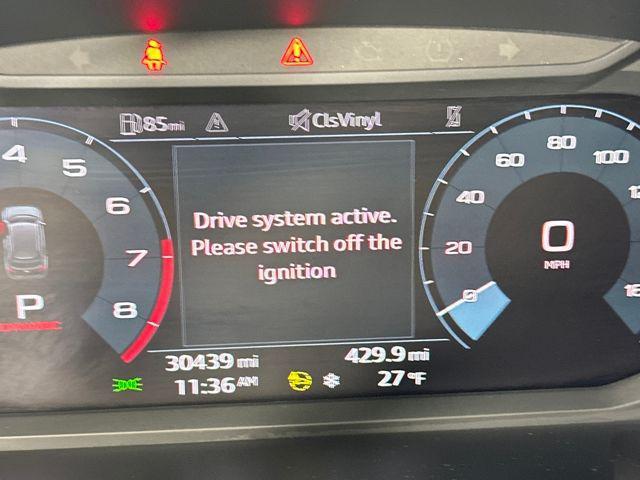 85mi
ClsVinyl
4
5
6
7
8
P
Drive system active.
Please switch off the
ignition
0
20
40
60
80
100
0
MPH
30439 mi
429.9 mi
11:36 AM
27 °F